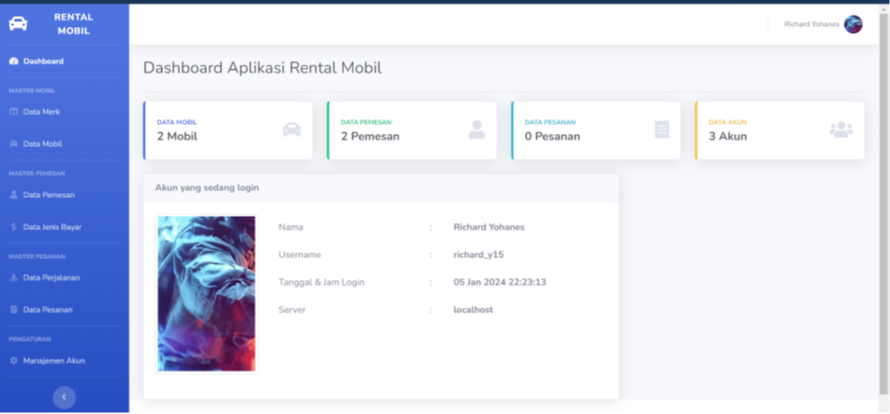 RENTAL
MOBIL
Richard Yohanes
Dashboard
Dashboard Aplikasi Rental Mobil
MASTER MOBIL
Data Merk
Data Mobil
MASTER PEMESAN
Data Pemesan
Data Jenis Bayar
MASTER PESANAN
Data Perjalanan
Data Pesanan
PENGATURAN
Manajemen Akun
DATA MOBIL
2 Mobil
DATA PEMESAN
2 Pemesan
DATA PESANAN
0 Pesanan
DATA AKUN
3 Akun
Akun yang sedang login
Nama : Richard Yohanes
Username : richard_y15
Tanggal & Jam Login : 05 Jan 2024 22:23:13
Server : localhost